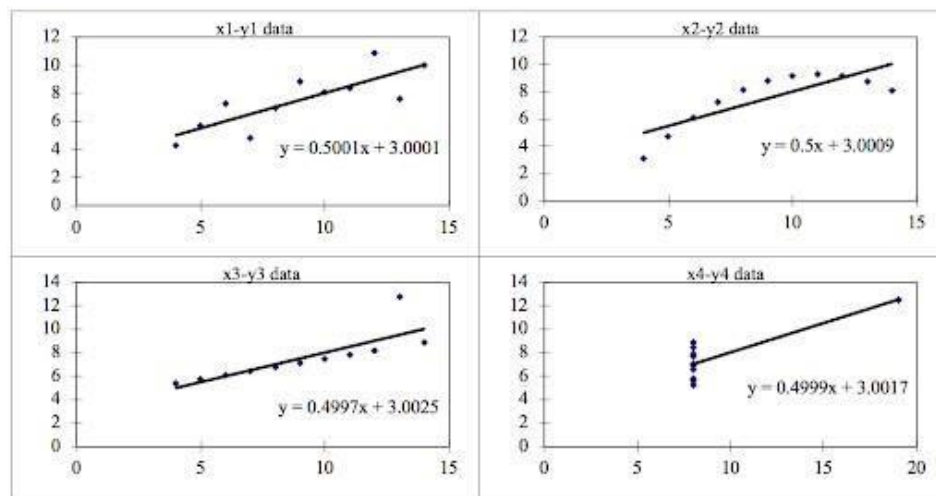 x1-y1 data
12
10
8
6
4
2
0
y = 0.5001x + 3.0001
0 5 10 15
x2-y2 data
12
10
8
6
4
2
0
y = 0.5x + 3.0009
0 5 10 15
x3-y3 data
14
12
10
8
6
4
2
0
y = 0.4997x + 3.0025
0 5 10 15
x4-y4 data
14
12
10
8
6
4
2
0
y = 0.4999x + 3.0017
0 5 10 15 20